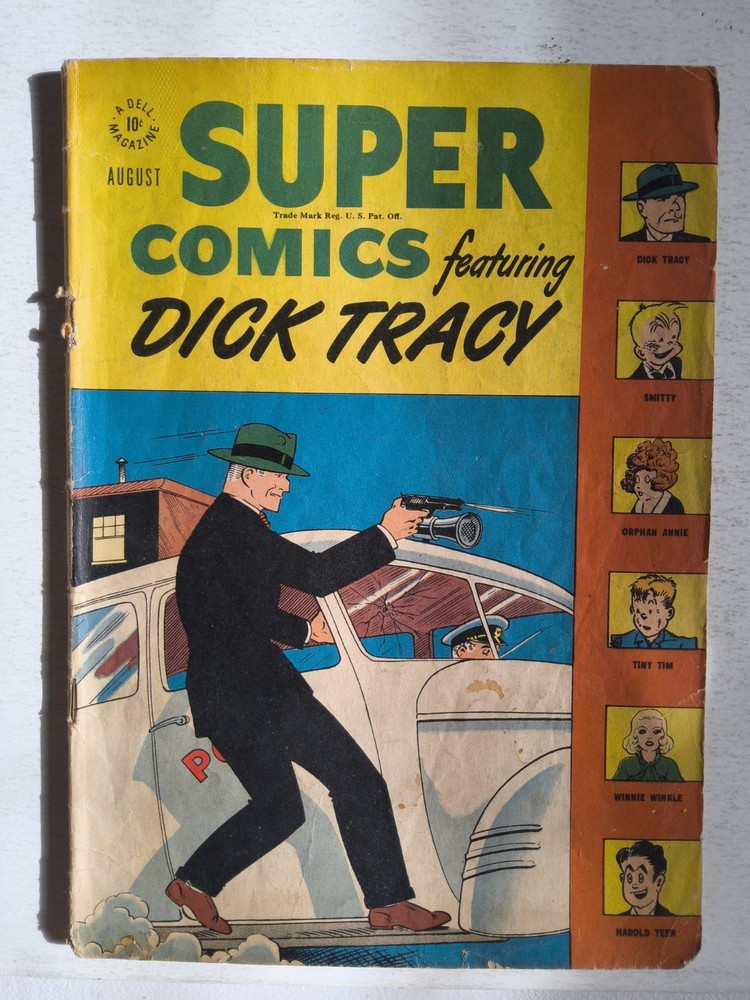 A DELL
10¢
MAGAZINE
AUGUST
SUPER
Trade Mark Reg. U. S. Pat. Off.
COMICS featuring
DICK TRACY
PO
DICK TRACY
SMITTY
ORPHAN ANNIE
TINY TIM
WINNIE WINKLE
HAROLD TEEN